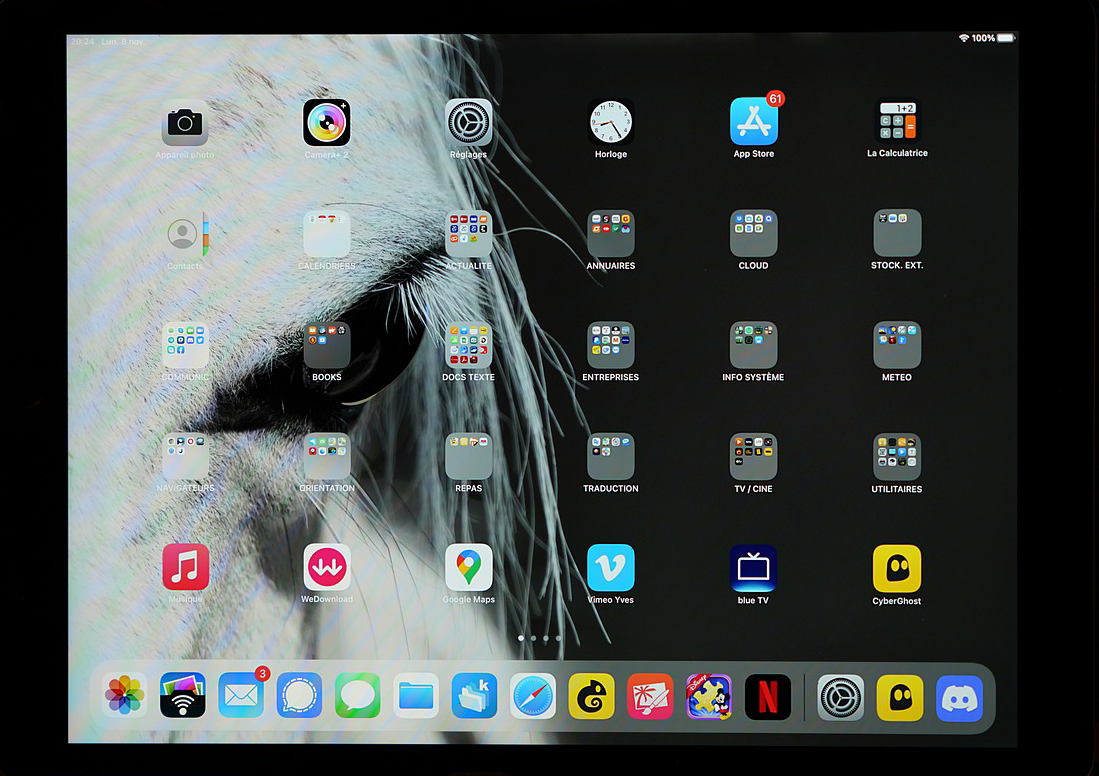 20:24 Lun. 8 nov.
100%
61
1+2
Appareil photo
Camera+ 2
Réglages
Horloge
App Store
La Calculatrice
Contacts
CALENDRIERS
ACTUALITE
ANNUAIRES
CLOUD
STOCK. EXT.
COMMUNIC
BOOKS
DOCS TEXTE
ENTREPRISES
INFO SYSTÈME
METEO
NAVIGATEURS
ORIENTATION
REPAS
TRADUCTION
TV / CINE
UTILITAIRES
Musique
WeDownload
Google Maps
Vimeo Yves
blue TV
CyberGhost
3
k
Disney
N